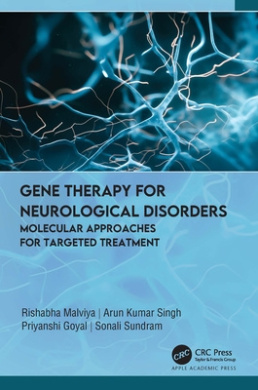 GENE THERAPY FOR
NEUROLOGICAL DISORDERS
MOLECULAR APPROACHES
FOR TARGETED TREATMENT
Rishabha Malviya | Arun Kumar Singh
Priyanshi Goyal | Sonali Sundram
CRC
CRC Press
Taylor & Francis Group
APPLE ACADEMIC PRESS